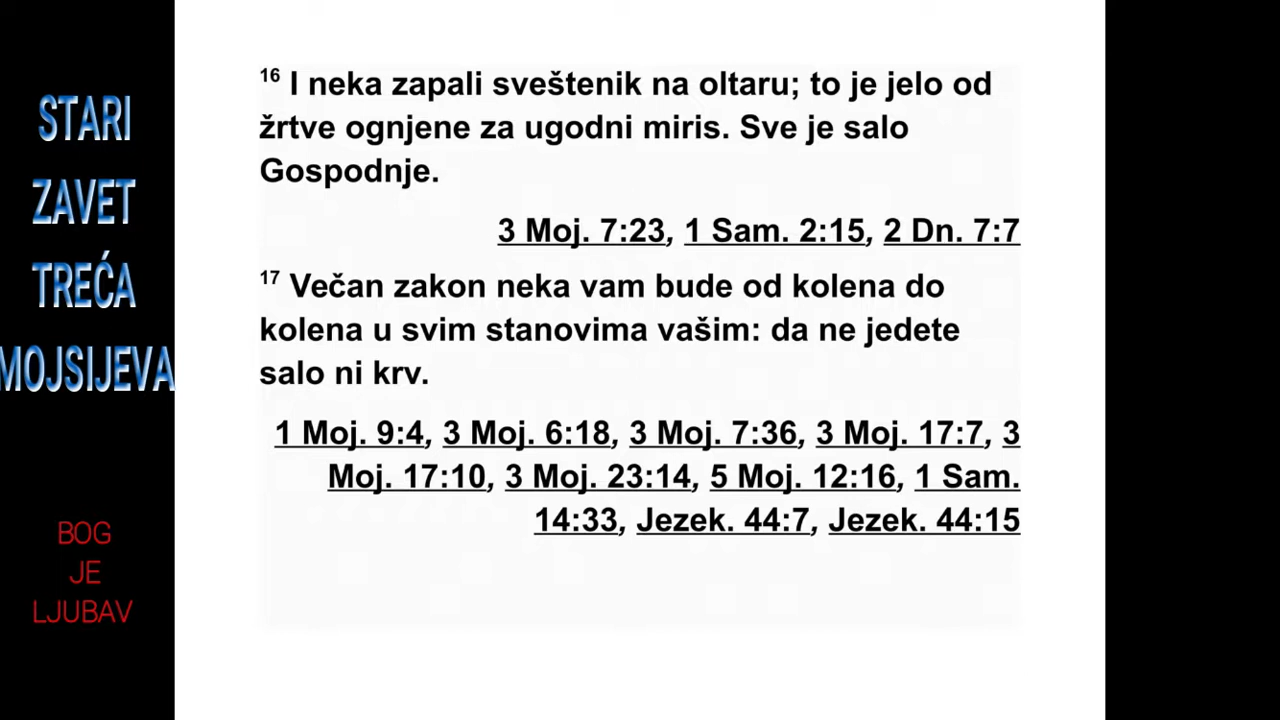 STARI
ZAVET
TREĆA
MOJSIJEVA
BOG
JE
LJUBAV
16 I neka zapali sveštenik na oltaru; to je jelo od
žrtve ognjene za ugodni miris. Sve je salo
Gospodnje.
3 Moj. 7:23, 1 Sam. 2:15, 2 Dn. 7:7
17 Večan zakon neka vam bude od kolena do
kolena u svim stanovima vašim: da ne jedete
salo ni krv.
1 Moj. 9:4, 3 Moj. 6:18, 3 Moj. 7:36, 3 Moj. 17:7, 3
Moj. 17:10, 3 Moj. 23:14, 5 Moj. 12:16, 1 Sam.
14:33, Jezek. 44:7, Jezek. 44:15